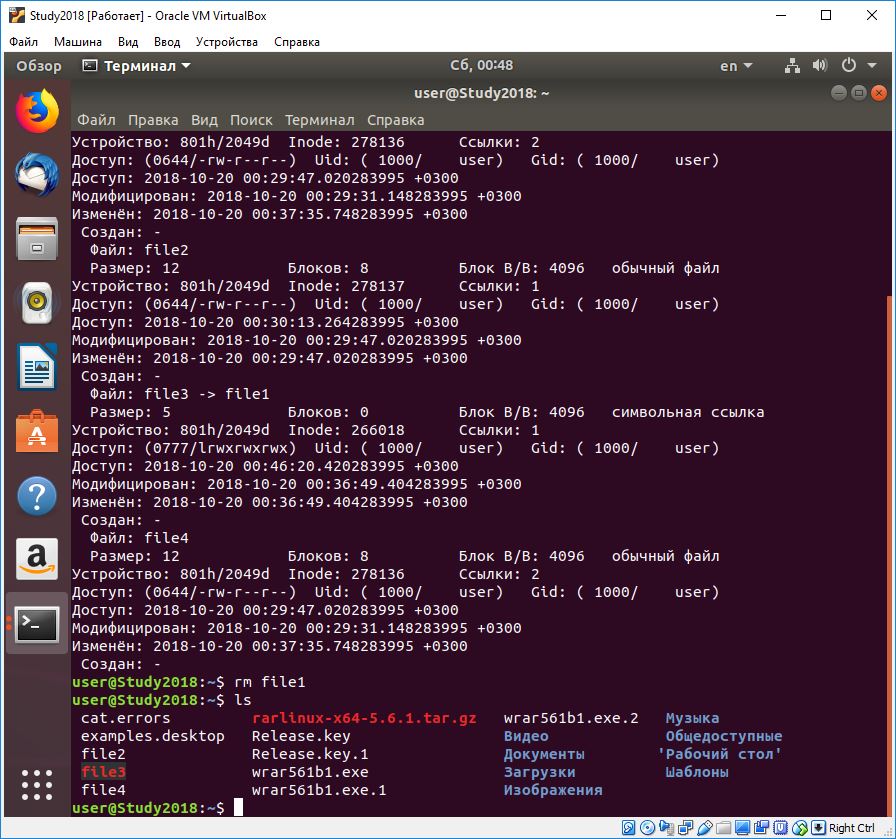 Study2018 [Работает] - Oracle VM VirtualBox
Файл Машина Вид Ввод Устройства Справка
Обзор Терминал Сб, 00:48 en
user@Study2018: ~
Файл Правка Вид Поиск Терминал Справка
Устройство: 801h/2049d Inode: 278136 Ссылки: 2
Доступ: (0644/-rw-r--r--) Uid: ( 1000/ user) Gid: ( 1000/ user)
Доступ: 2018-10-20 00:29:47.020283995 +0300
Модифицирован: 2018-10-20 00:29:31.148283995 +0300
Изменён: 2018-10-20 00:37:35.748283995 +0300
Создан: -
Файл: file2
Размер: 12 Блоков: 8 Блок В/В: 4096 обычный файл
Устройство: 801h/2049d Inode: 278137 Ссылки: 1
Доступ: (0644/-rw-r--r--) Uid: ( 1000/ user) Gid: ( 1000/ user)
Доступ: 2018-10-20 00:30:13.264283995 +0300
Модифицирован: 2018-10-20 00:29:47.020283995 +0300
Изменён: 2018-10-20 00:29:47.020283995 +0300
Создан: -
Файл: file3 -> file1
Размер: 5 Блоков: 0 Блок В/В: 4096 символьная ссылка
Устройство: 801h/2049d Inode: 266018 Ссылки: 1
Доступ: (0777/lrwxrwxrwx) Uid: ( 1000/ user) Gid: ( 1000/ user)
Доступ: 2018-10-20 00:46:20.420283995 +0300
Модифицирован: 2018-10-20 00:36:49.404283995 +0300
Изменён: 2018-10-20 00:36:49.404283995 +0300
Создан: -
Файл: file4
Размер: 12 Блоков: 8 Блок В/В: 4096 обычный файл
Устройство: 801h/2049d Inode: 278136 Ссылки: 2
Доступ: (0644/-rw-r--r--) Uid: ( 1000/ user) Gid: ( 1000/ user)
Доступ: 2018-10-20 00:29:47.020283995 +0300
Модифицирован: 2018-10-20 00:29:31.148283995 +0300
Изменён: 2018-10-20 00:37:35.748283995 +0300
Создан: -
user@Study2018:~$ rm file1
user@Study2018:~$ ls
cat.errors rarlinux-x64-5.6.1.tar.gz wrar561b1.exe.2 Музыка
examples.desktop Release.key Видео Общедоступные
file2 Release.key.1 Документы 'Рабочий стол'
file3 wrar561b1.exe Загрузки Шаблоны
file4 wrar561b1.exe.1 Изображения
user@Study2018:~$
Right Ctrl